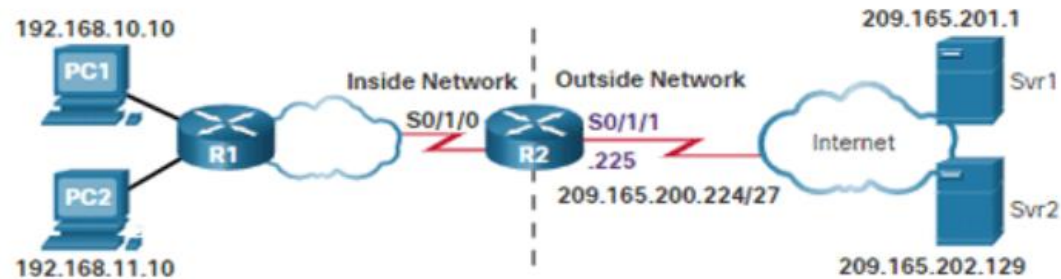 192.168.10.10
PC1
R1
PC2
192.168.11.10
Inside Network
S0/1/0
R2
Outside Network
S0/1/1
.225
209.165.200.224/27
Internet
209.165.201.1
Svr1
Svr2
209.165.202.129